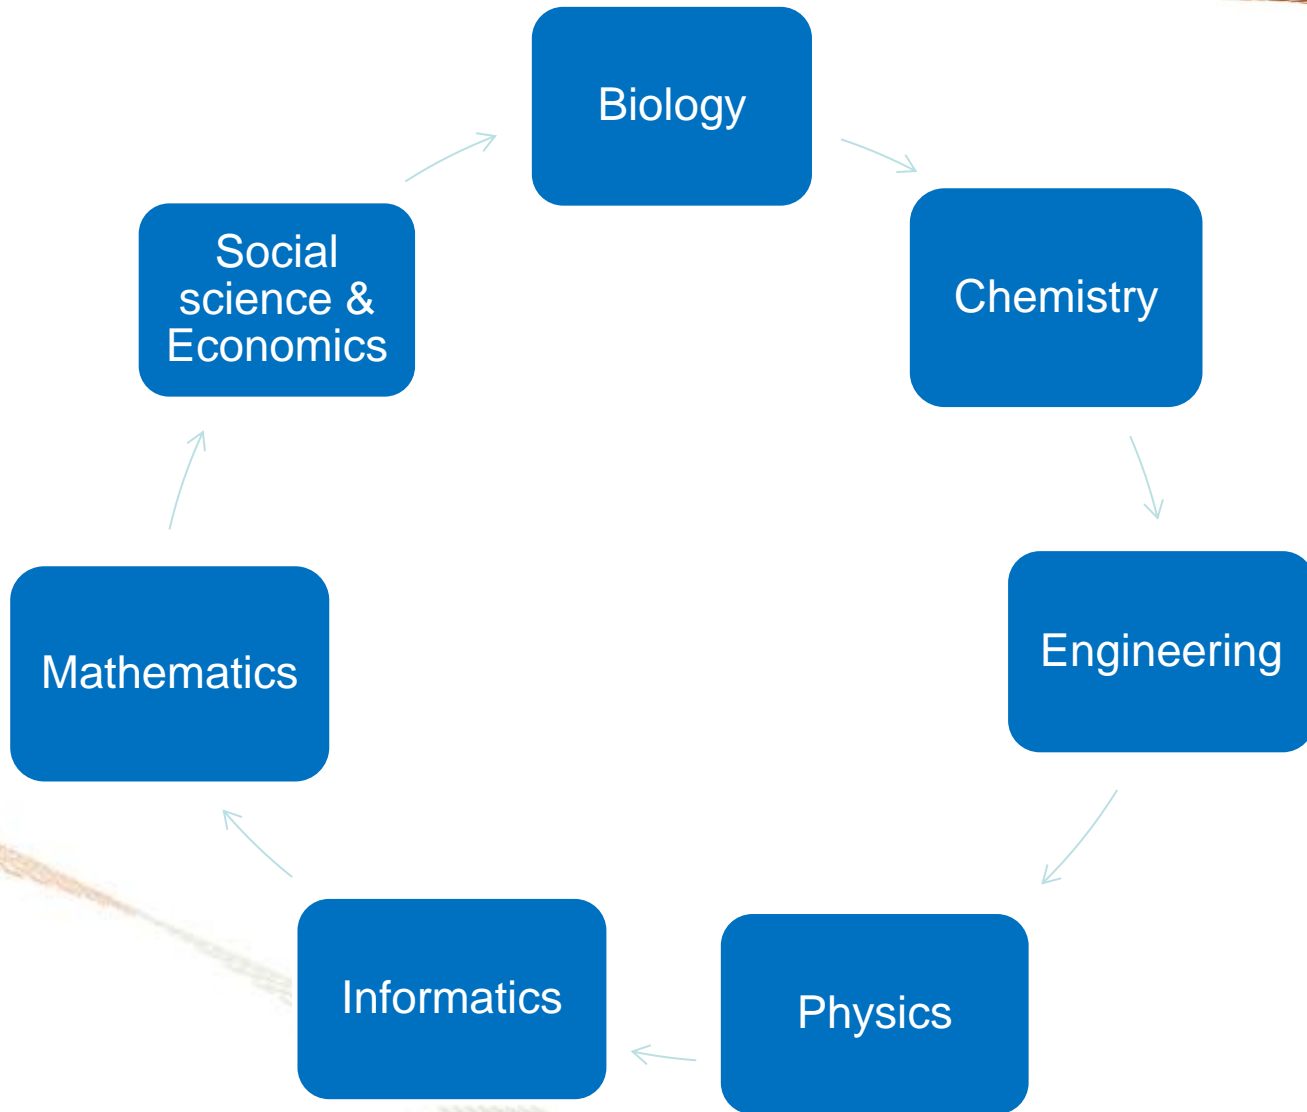 Biology
Chemistry
Engineering
Physics
Informatics
Mathematics
Social
science &
Economics